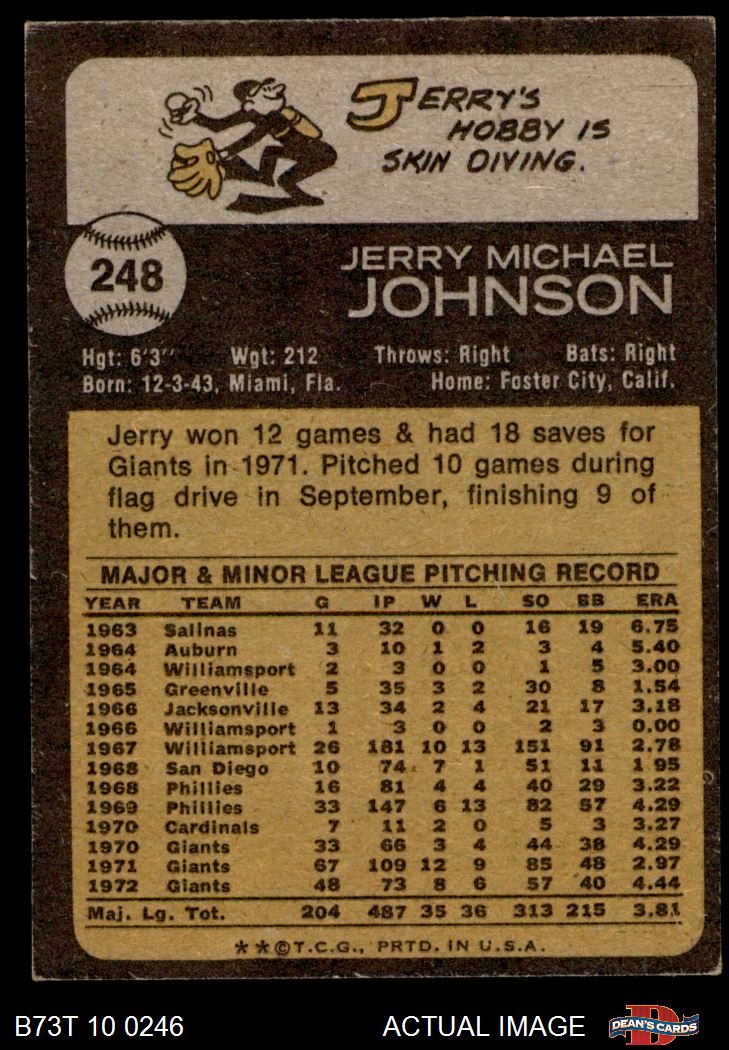 JERRY'S
HOBBY IS
SKIN DIVING.
248
JERRY MICHAEL
JOHNSON
Hgt: 6'3" Wgt: 212 Throws: Right Bats: Right
Born: 12-3-43, Miami, Fla. Home: Foster City, Calif.
Jerry won 12 games & had 18 saves for
Giants in 1971. Pitched 10 games during
flag drive in September, finishing 9 of
them.
MAJOR & MINOR LEAGUE PITCHING RECORD
YEAR TEAM G IP W L SO BB ERA
1963 Salinas 11 32 0 0 16 19 6.75
1964 Auburn 3 10 1 2 3 4 5.40
1964 Williamsport 2 3 0 0 1 5 3.00
1965 Greenville 5 35 3 2 30 8 1.54
1966 Jacksonville 13 34 2 4 21 17 3.18
1966 Williamsport 1 3 0 0 2 3 0.00
1967 Williamsport 26 181 10 13 151 91 2.78
1968 San Diego 10 74 7 1 51 11 1.95
1968 Phillies 16 81 4 4 40 29 3.22
1969 Phillies 33 147 6 13 82 57 4.29
1970 Cardinals 7 11 2 0 5 3 3.27
1970 Giants 33 66 3 4 44 38 4.29
1971 Giants 67 109 12 9 85 48 2.97
1972 Giants 48 73 8 6 57 40 4.44
Maj. Lg. Tot. 204 487 35 36 313 215 3.81
**©T.C.G., PRTD. IN U.S.A.
B73T 10 0246 ACTUAL IMAGE DEAN'S CARDS